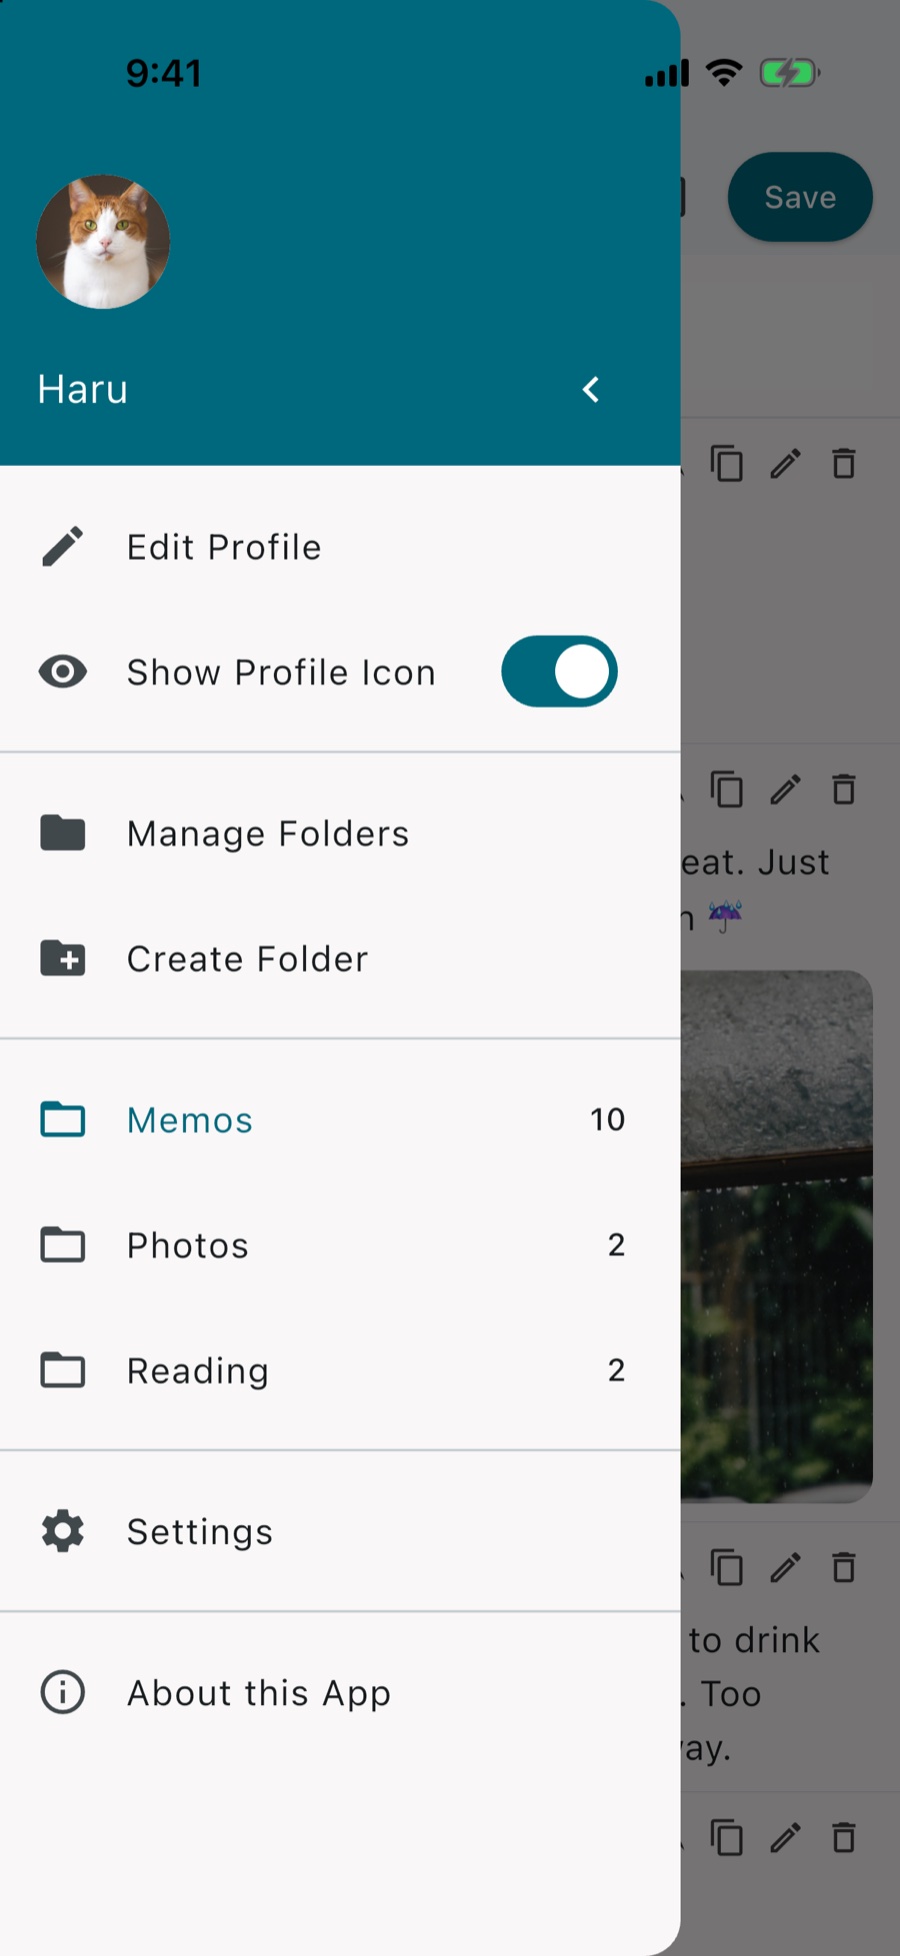 9:41
Save
Haru
Edit Profile
Show Profile Icon
Manage Folders
eat. Just
☔
Create Folder
Memos 10
Photos 2
Reading 2
Settings
to drink
About this App
. Too